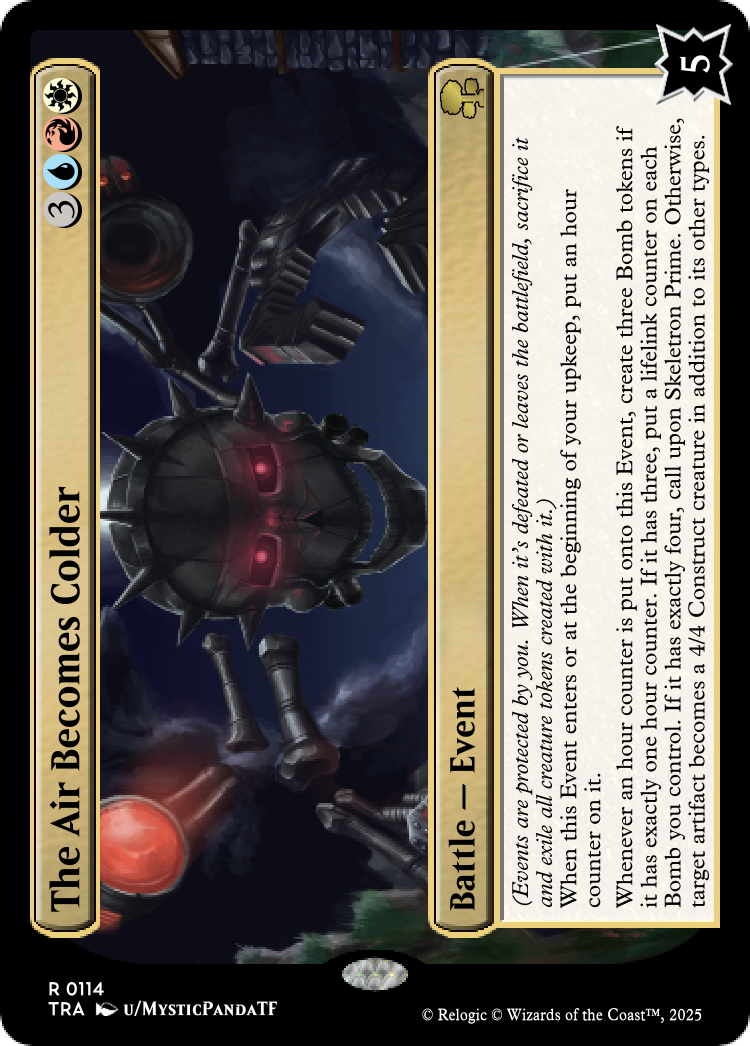 The Air Becomes Colder
3
Battle — Event
5
(Events are protected by you. When it's defeated or leaves the battlefield, sacrifice it
and exile all creature tokens created with it.)
When this Event enters or at the beginning of your upkeep, put an hour
counter on it.
Whenever an hour counter is put onto this Event, create three Bomb tokens if
it has exactly one hour counter. If it has three, put a lifelink counter on each
Bomb you control. If it has exactly four, call upon Skeletron Prime. Otherwise,
target artifact becomes a 4/4 Construct creature in addition to its other types.
R 0114
TRA u/MysticPandaTF
© Relogic © Wizards of the Coast™, 2025